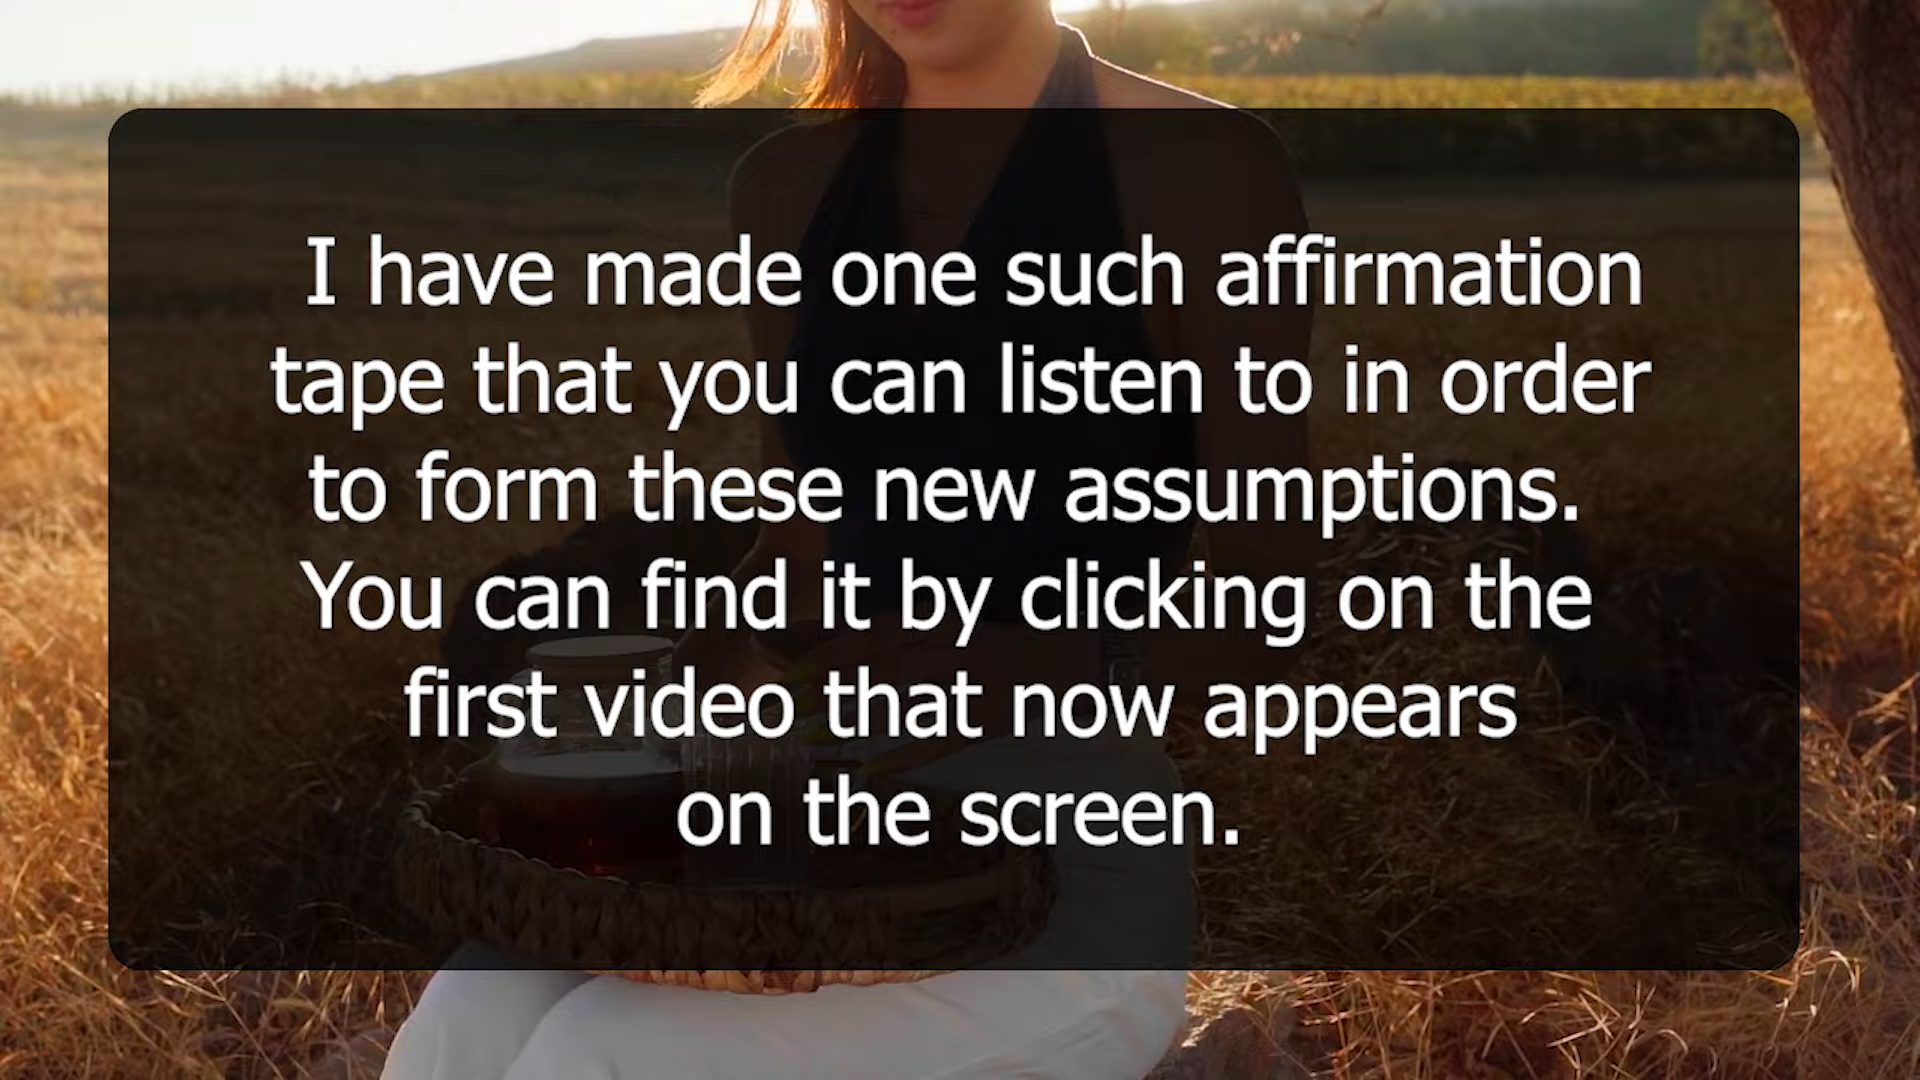 I have made one such affirmation
tape that you can listen to in order
to form these new assumptions.
You can find it by clicking on the
first video that now appears
on the screen.